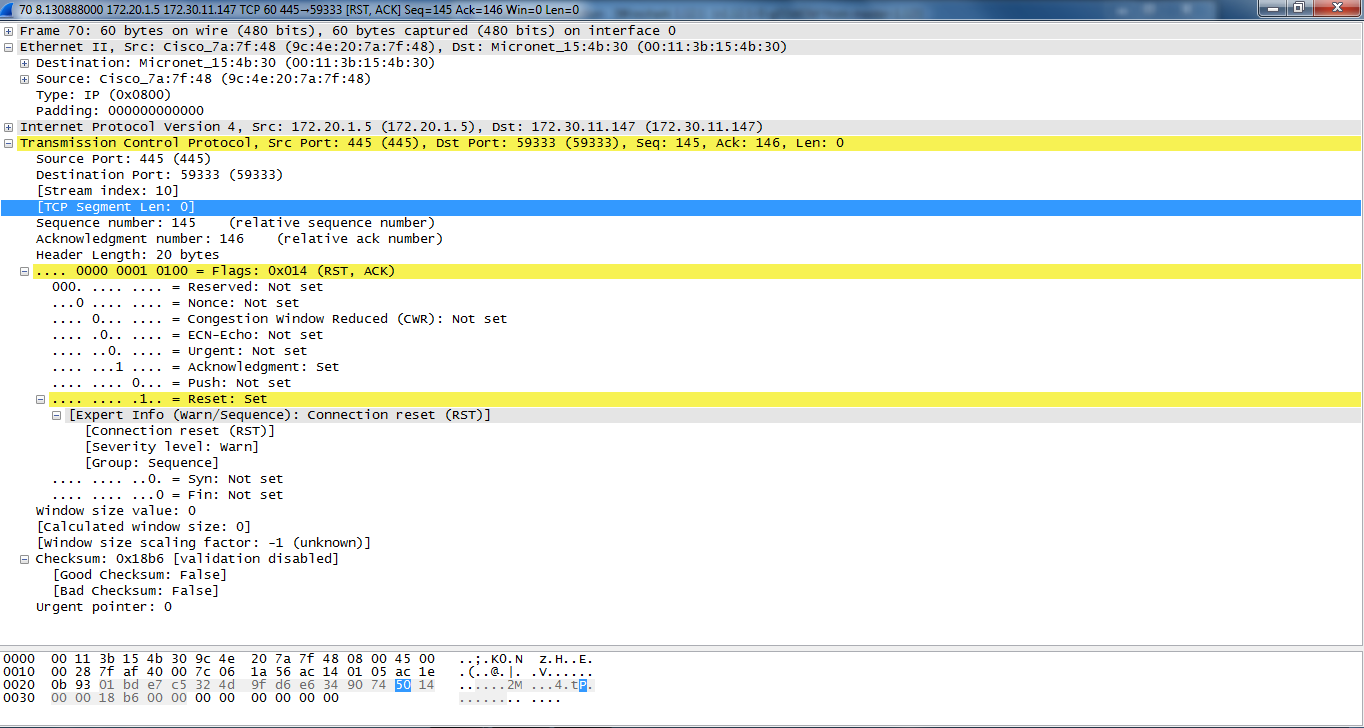 70 8.130888000 172.20.1.5 172.30.11.147 TCP 60 445→59333 [RST, ACK] Seq=145 Ack=146 Win=0 Len=0
Frame 70: 60 bytes on wire (480 bits), 60 bytes captured (480 bits) on interface 0
Ethernet II, Src: Cisco_7a:7f:48 (9c:4e:20:7a:7f:48), Dst: Micronet_15:4b:30 (00:11:3b:15:4b:30)
Destination: Micronet_15:4b:30 (00:11:3b:15:4b:30)
Source: Cisco_7a:7f:48 (9c:4e:20:7a:7f:48)
Type: IP (0x0800)
Padding: 000000000000
Internet Protocol Version 4, Src: 172.20.1.5 (172.20.1.5), Dst: 172.30.11.147 (172.30.11.147)
Transmission Control Protocol, Src Port: 445 (445), Dst Port: 59333 (59333), Seq: 145, Ack: 146, Len: 0
Source Port: 445 (445)
Destination Port: 59333 (59333)
[Stream index: 10]
[TCP Segment Len: 0]
Sequence number: 145    (relative sequence number)
Acknowledgment number: 146    (relative ack number)
Header Length: 20 bytes
.... 0000 0001 0100 = Flags: 0x014 (RST, ACK)
000. .... .... = Reserved: Not set
...0 .... .... = Nonce: Not set
.... 0... .... = Congestion Window Reduced (CWR): Not set
.... .0.. .... = ECN-Echo: Not set
.... ..0. .... = Urgent: Not set
.... ...1 .... = Acknowledgment: Set
.... .... 0... = Push: Not set
.... .... .1.. = Reset: Set
[Expert Info (Warn/Sequence): Connection reset (RST)]
[Connection reset (RST)]
[Severity level: Warn]
[Group: Sequence]
.... .... ..0. = Syn: Not set
.... .... ...0 = Fin: Not set
Window size value: 0
[Calculated window size: 0]
[Window size scaling factor: -1 (unknown)]
Checksum: 0x18b6 [validation disabled]
[Good Checksum: False]
[Bad Checksum: False]
Urgent pointer: 0
0000  00 11 3b 15 4b 30 9c 4e  20 7a 7f 48 08 00 45 00   ..;.K0.N  z.H..E.
0010  00 28 7f af 40 00 7c 06  1a 56 ac 14 01 05 ac 1e   .(..@.|. .V......
0020  0b 93 01 bd e7 c5 32 4d  9f d6 e6 34 90 74 50 14   ......2M ...4.tP.
0030  00 00 18 b6 00 00 00 00  00 00 00 00               ........ ....